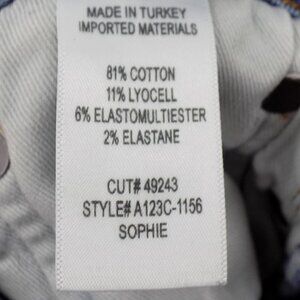 MADE IN TURKEY
IMPORTED MATERIALS
81% COTTON
11% LYOCELL
6% ELASTOMULTIESTER
2% ELASTANE
CUT# 49243
STYLE# A123C-1156
SOPHIE